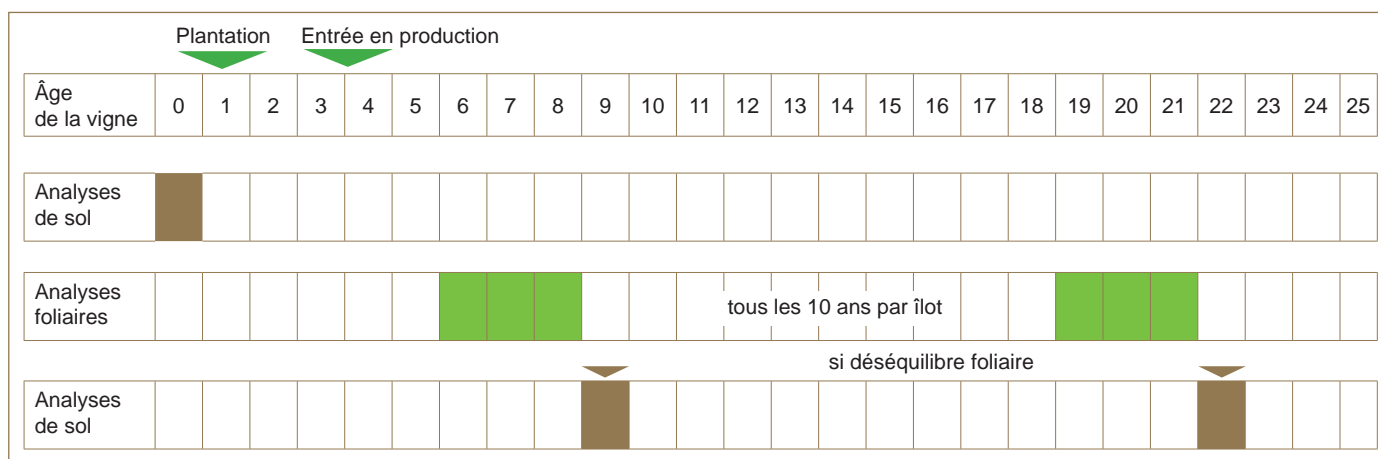 Plantation Entrée en production
Âge
de la vigne
0 1 2 3 4 5 6 7 8 9 10 11 12 13 14 15 16 17 18 19 20 21 22 23 24 25
Analyses
de sol
Analyses
foliaires
tous les 10 ans par îlot
si déséquilibre foliaire
Analyses
de sol